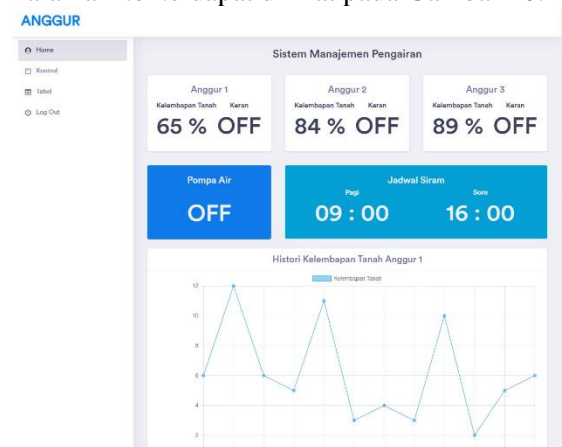 ANGGUR
Home
Kontrol
Tabel
Log Out
Sistem Manajemen Pengairan
Anggur 1
Kelembapan Tanah Keran
65 % OFF
Anggur 2
Kelembapan Tanah Keran
84 % OFF
Anggur 3
Kelembapan Tanah Keran
89 % OFF
Pompa Air
OFF
Jadwal Siram
Pagi Sore
09 : 00 16 : 00
Histori Kelembapan Tanah Anggur 1
Kelembapan Tanah
12
10
8
6
4
2